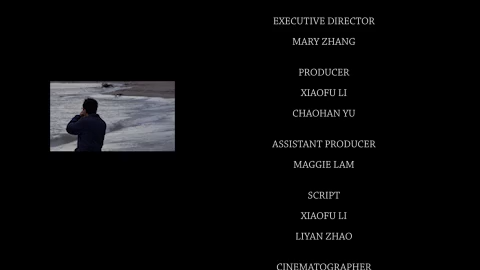 EXECUTIVE DIRECTOR
MARY ZHANG
PRODUCER
XIAOFU LI
CHAOHAN YU
ASSISTANT PRODUCER
MAGGIE LAM
SCRIPT
XIAOFU LI
LIYAN ZHAO
CINEMATOGRAPHER